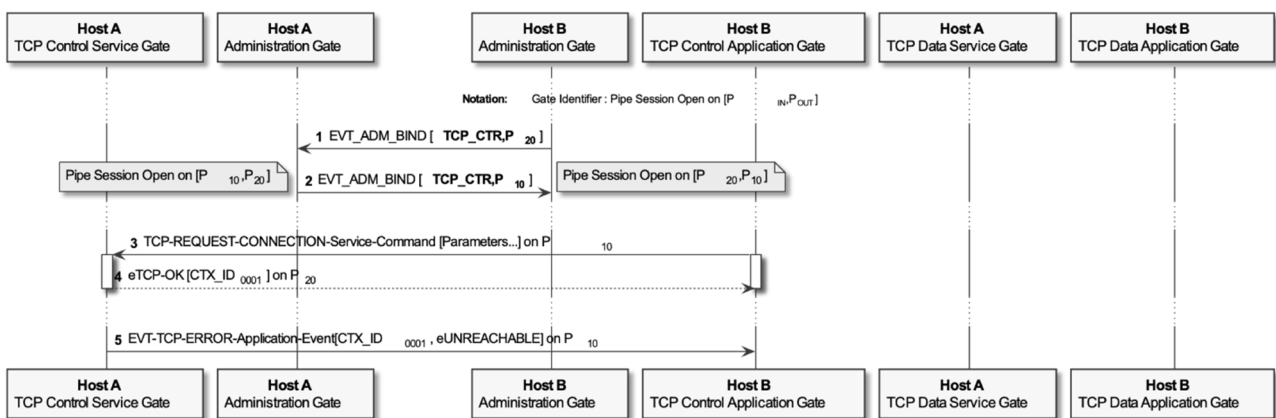 Host A
TCP Control Service Gate
Host A
Administration Gate
Host B
Administration Gate
Host B
TCP Control Application Gate
Host A
TCP Data Service Gate
Host B
TCP Data Application Gate
Notation: Gate Identifier : Pipe Session Open on [P IN,P OUT]
1 EVT_ADM_BIND [ TCP_CTR,P 20 ]
Pipe Session Open on [P 10,P20]
2 EVT_ADM_BIND [ TCP_CTR,P 10 ]
Pipe Session Open on [P 20,P10]
3 TCP-REQUEST-CONNECTION-Service-Command [Parameters...] on P 10
4 eTCP-OK [CTX_ID 0001 ] on P 20
5 EVT-TCP-ERROR-Application-Event[CTX_ID 0001 , eUNREACHABLE] on P 10
Host A
TCP Control Service Gate
Host A
Administration Gate
Host B
Administration Gate
Host B
TCP Control Application Gate
Host A
TCP Data Service Gate
Host B
TCP Data Application Gate